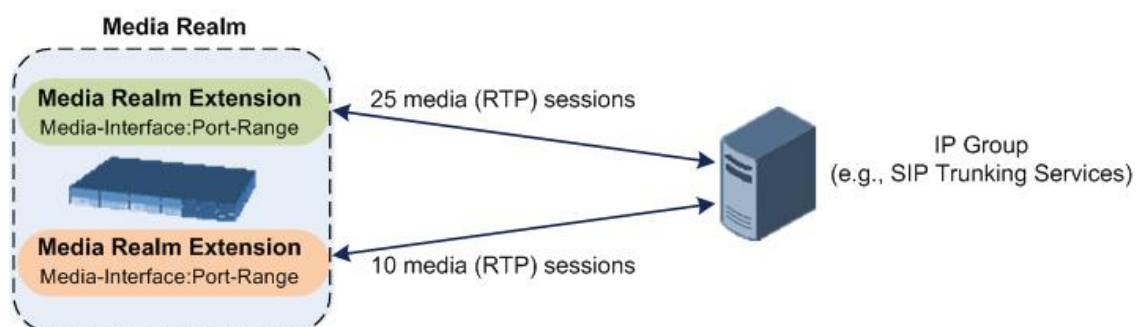 Media Realm
Media Realm Extension
Media-Interface:Port-Range
25 media (RTP) sessions
IP Group
(e.g., SIP Trunking Services)
Media Realm Extension
Media-Interface:Port-Range
10 media (RTP) sessions